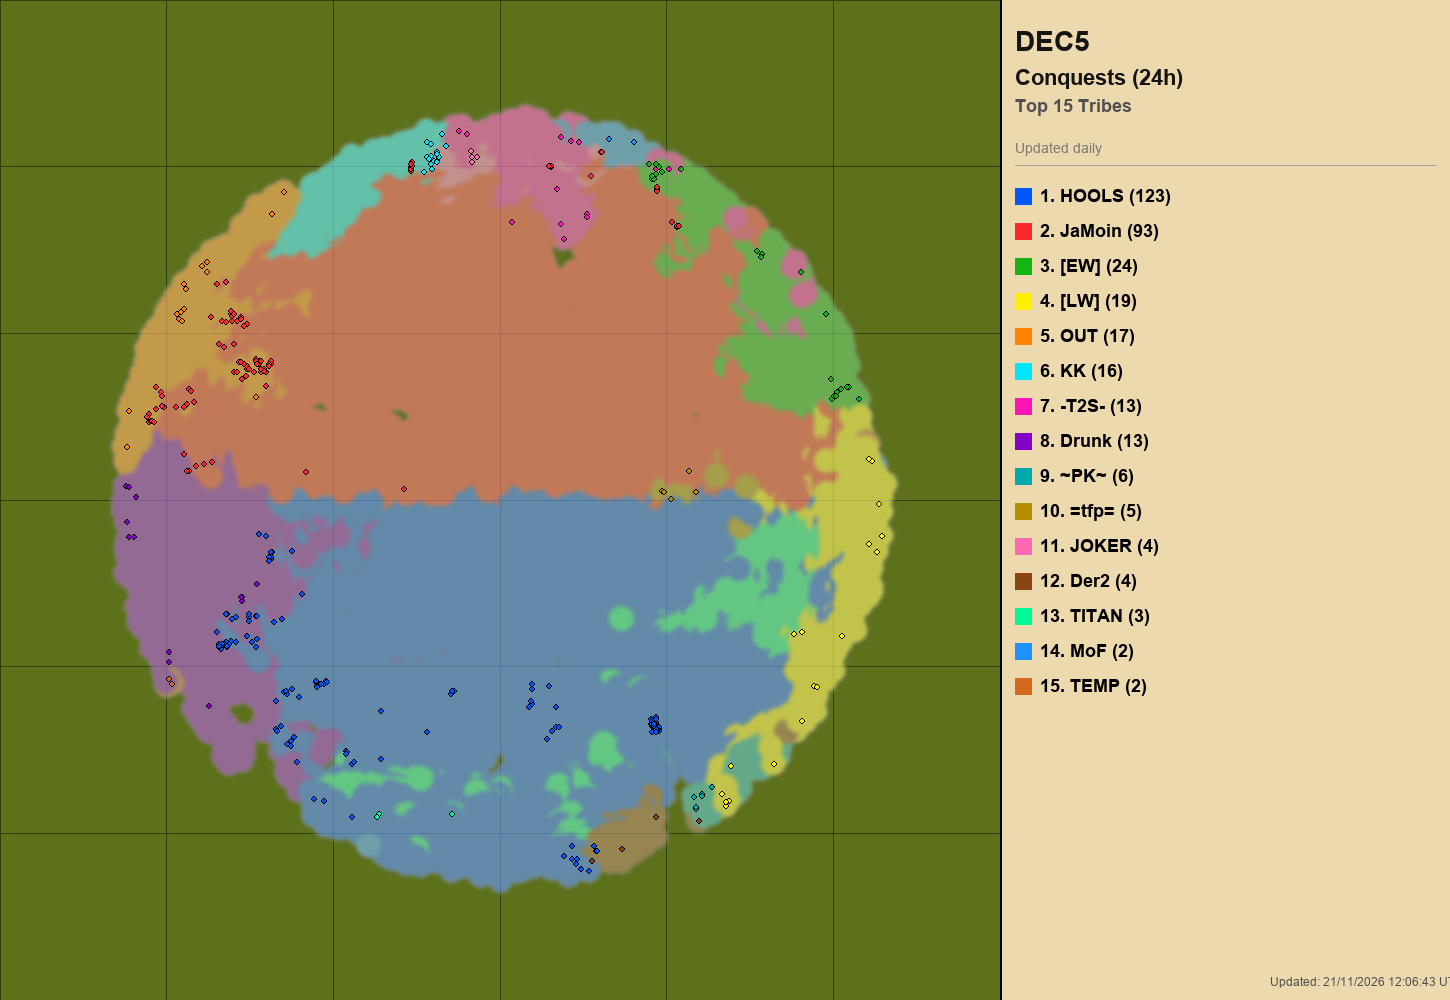 DEC5
Conquests (24h)
Top 15 Tribes
Updated daily
1. HOOLS (123)
2. JaMoin (93)
3. [EW] (24)
4. [LW] (19)
5. OUT (17)
6. KK (16)
7. -T2S- (13)
8. Drunk (13)
9. ~PK~ (6)
10. =tfp= (5)
11. JOKER (4)
12. Der2 (4)
13. TITAN (3)
14. MoF (2)
15. TEMP (2)
Updated: 21/11/2026 12:06:43 U